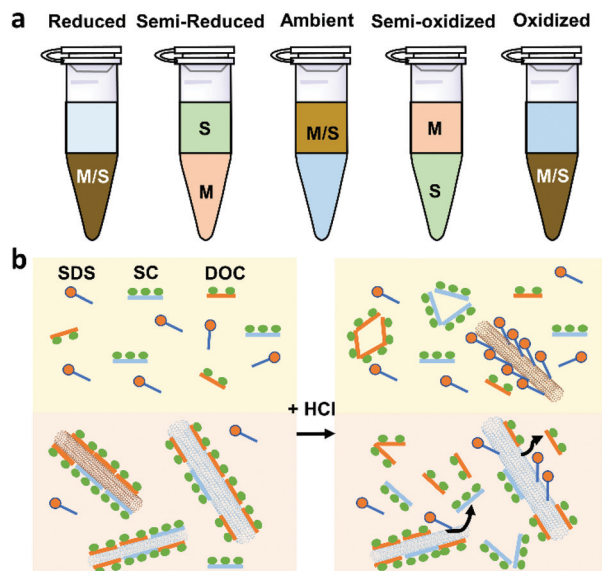 a
Reduced Semi-Reduced Ambient Semi-oxidized Oxidized
S M/S M
M/S M S M/S
b
SDS SC DOC
+ HCl